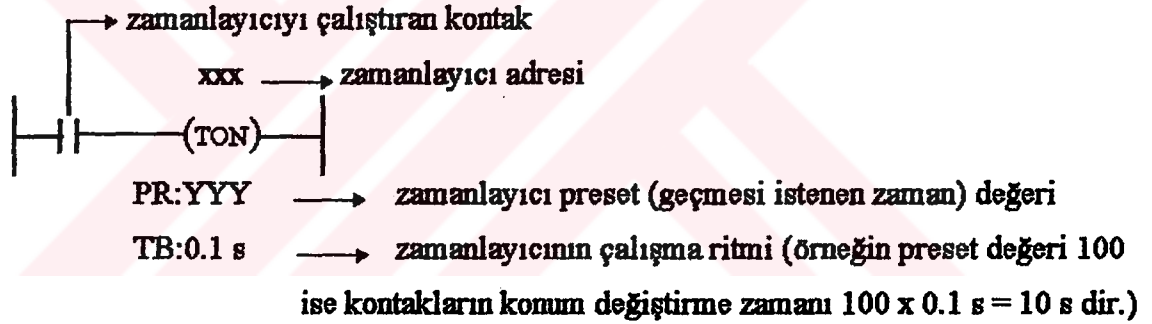 zamanlayıcıyı çalıştıran kontak
xxx zamanlayıcı adresi
(TON)
PR:YYY zamanlayıcı preset (geçmesi istenen zaman) değeri
TB:0.1 s zamanlayıcının çalışma ritmi (örneğin preset değeri 100
ise kontakların konum değiştirme zamanı 100 x 0.1 s = 10 s dir.)